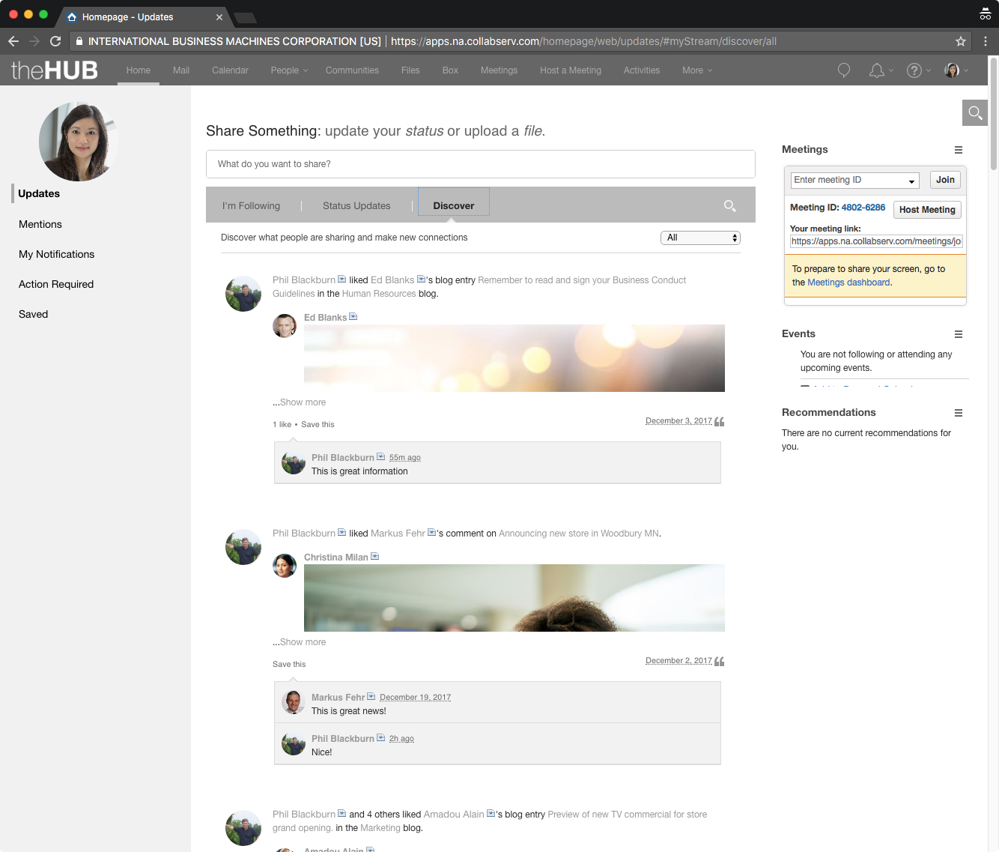 Homepage - Updates
INTERNATIONAL BUSINESS MACHINES CORPORATION [US] https://apps.na.collabserv.com/homepage/web/updates/#myStream/discover/all
theHUB Home Mail Calendar People Communities Files Box Meetings Host a Meeting Activities More
Updates
Mentions
My Notifications
Action Required
Saved
Share Something: update your status or upload a file.
What do you want to share?
I'm Following Status Updates Discover
Discover what people are sharing and make new connections All
Phil Blackburn liked Ed Blanks 's blog entry Remember to read and sign your Business Conduct
Guidelines in the Human Resources blog.
Ed Blanks
...Show more
1 like • Save this December 3, 2017
Phil Blackburn 55m ago
This is great information
Phil Blackburn liked Markus Fehr 's comment on Announcing new store in Woodbury MN.
Christina Milan
...Show more
Save this December 2, 2017
Markus Fehr December 19, 2017
This is great news!
Phil Blackburn 2h ago
Nice!
Phil Blackburn and 4 others liked Amadou Alain 's blog entry Preview of new TV commercial for store
grand opening. in the Marketing blog.
Amadou Alain
Meetings
Enter meeting ID Join
Meeting ID: 4802-6286 Host Meeting
Your meeting link:
https://apps.na.collabserv.com/meetings/joi
To prepare to share your screen, go to
the Meetings dashboard.
Events
You are not following or attending any
upcoming events.
Recommendations
There are no current recommendations for
you.